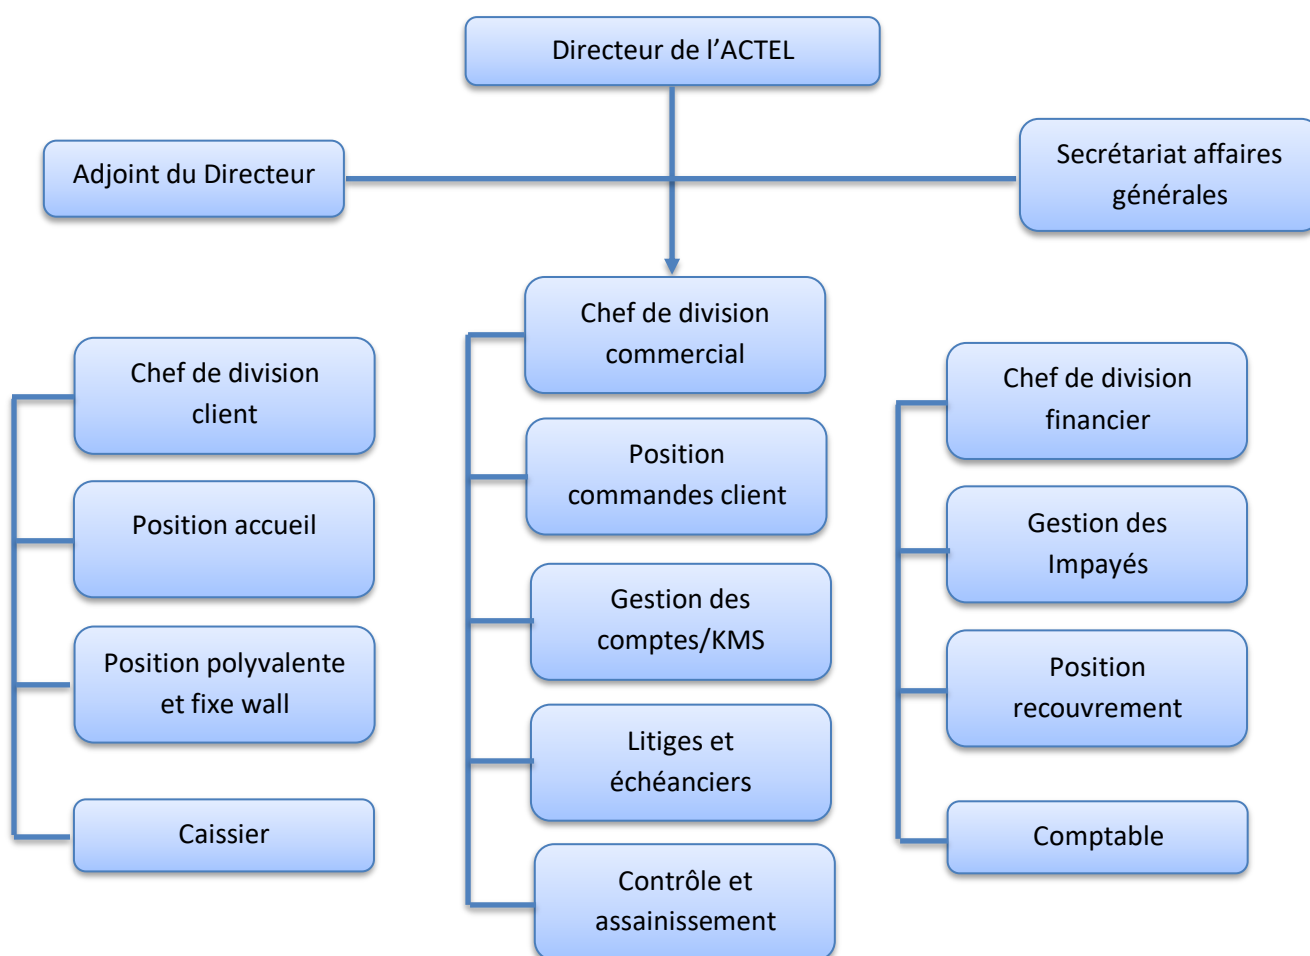 Directeur de l’ACTEL
Adjoint du Directeur
Secrétariat affaires
générales
Chef de division
client
Position accueil
Position polyvalente
et fixe wall
Caissier
Chef de division
commercial
Position
commandes client
Gestion des
comptes/KMS
Litiges et
échéanciers
Contrôle et
assainissement
Chef de division
financier
Gestion des
Impayés
Position
recouvrement
Comptable